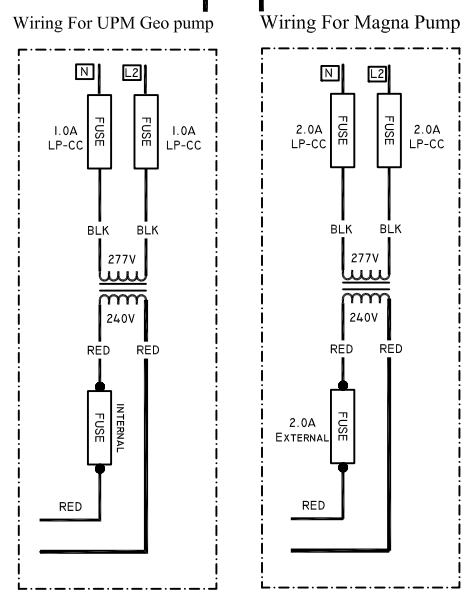 Wiring For UPM Geo pump
N
L2
1.0A
LP-CC
FUSE
FUSE
1.0A
LP-CC
BLK
BLK
277V
240V
RED
RED
FUSE
INTERNAL
RED
Wiring For Magna Pump
N
L2
2.0A
LP-CC
FUSE
FUSE
2.0A
LP-CC
BLK
BLK
277V
240V
RED
RED
2.0A
EXTERNAL
FUSE
RED